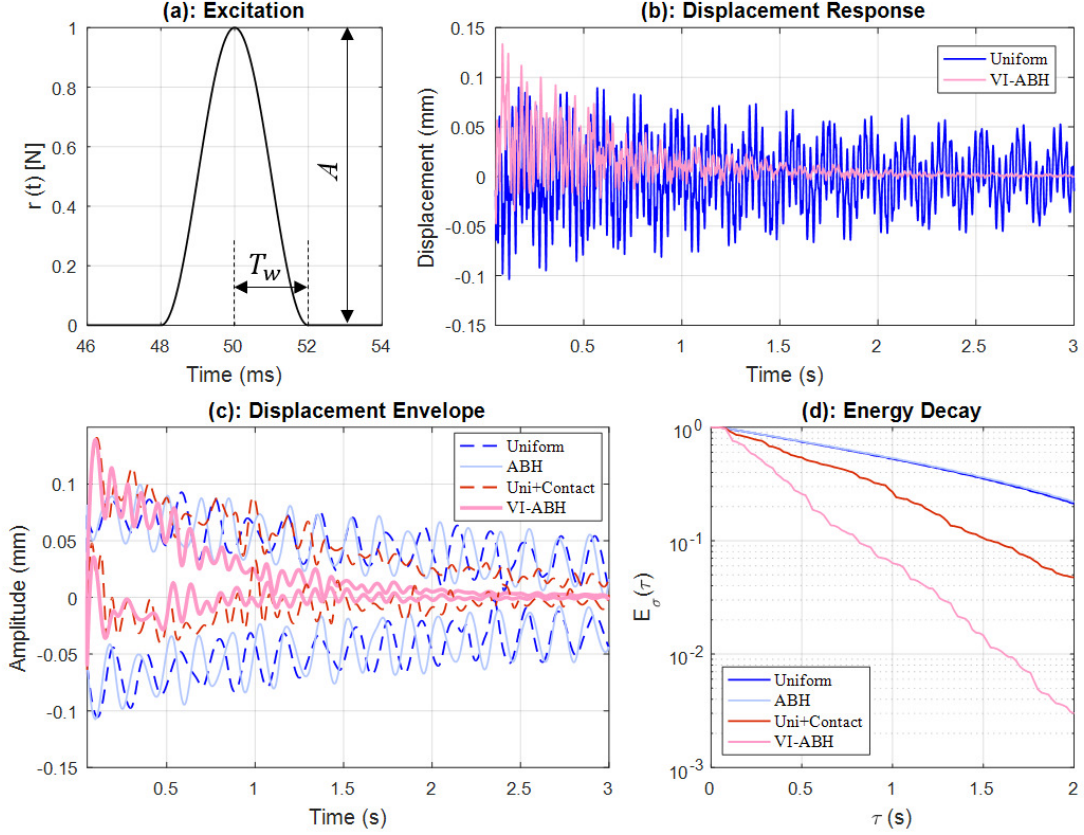 (a): Excitation
1
0.8
0.6
0.4
0.2
0
r (t) [N]
A
T_w
46
48
50
52
54
Time (ms)
(b): Displacement Response
0.15
0.1
0.05
0
-0.05
-0.1
-0.15
Displacement (mm)
Uniform
VI-ABH
0.5
1
1.5
2
2.5
3
Time (s)
(c): Displacement Envelope
0.1
0.05
0
-0.05
-0.1
-0.15
Amplitude (mm)
Uniform
ABH
Uni+Contact
VI-ABH
0.5
1
1.5
2
2.5
3
Time (s)
(d): Energy Decay
10^0
10^-1
10^-2
10^-3
E_σ(τ)
Uniform
ABH
Uni+Contact
VI-ABH
0
0.5
1
1.5
2
τ (s)